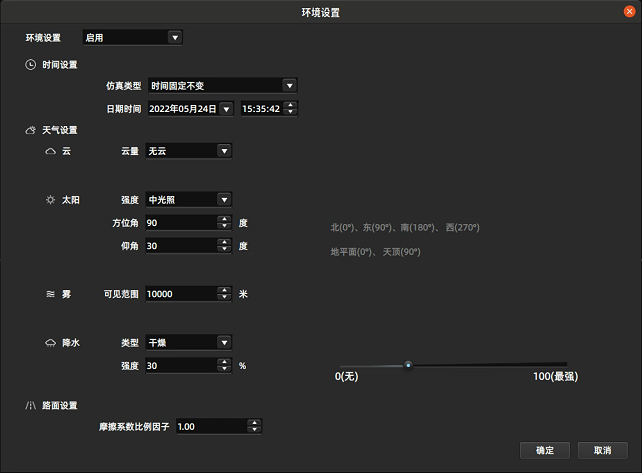 环境设置
环境设置 启用
时间设置
仿真类型 时间固定不变
日期时间 2022年05月24日 15:35:42
天气设置
云 云量 无云
太阳 强度 中光照
方位角 90 度 北(0°)、东(90°)、南(180°)、 西(270°)
仰角 30 度 地平面(0°)、 天顶(90°)
雾 可见范围 10000 米
降水 类型 干燥
强度 30 %
0(无) 100(最强)
路面设置
摩擦系数比例因子 1.00
确定 取消